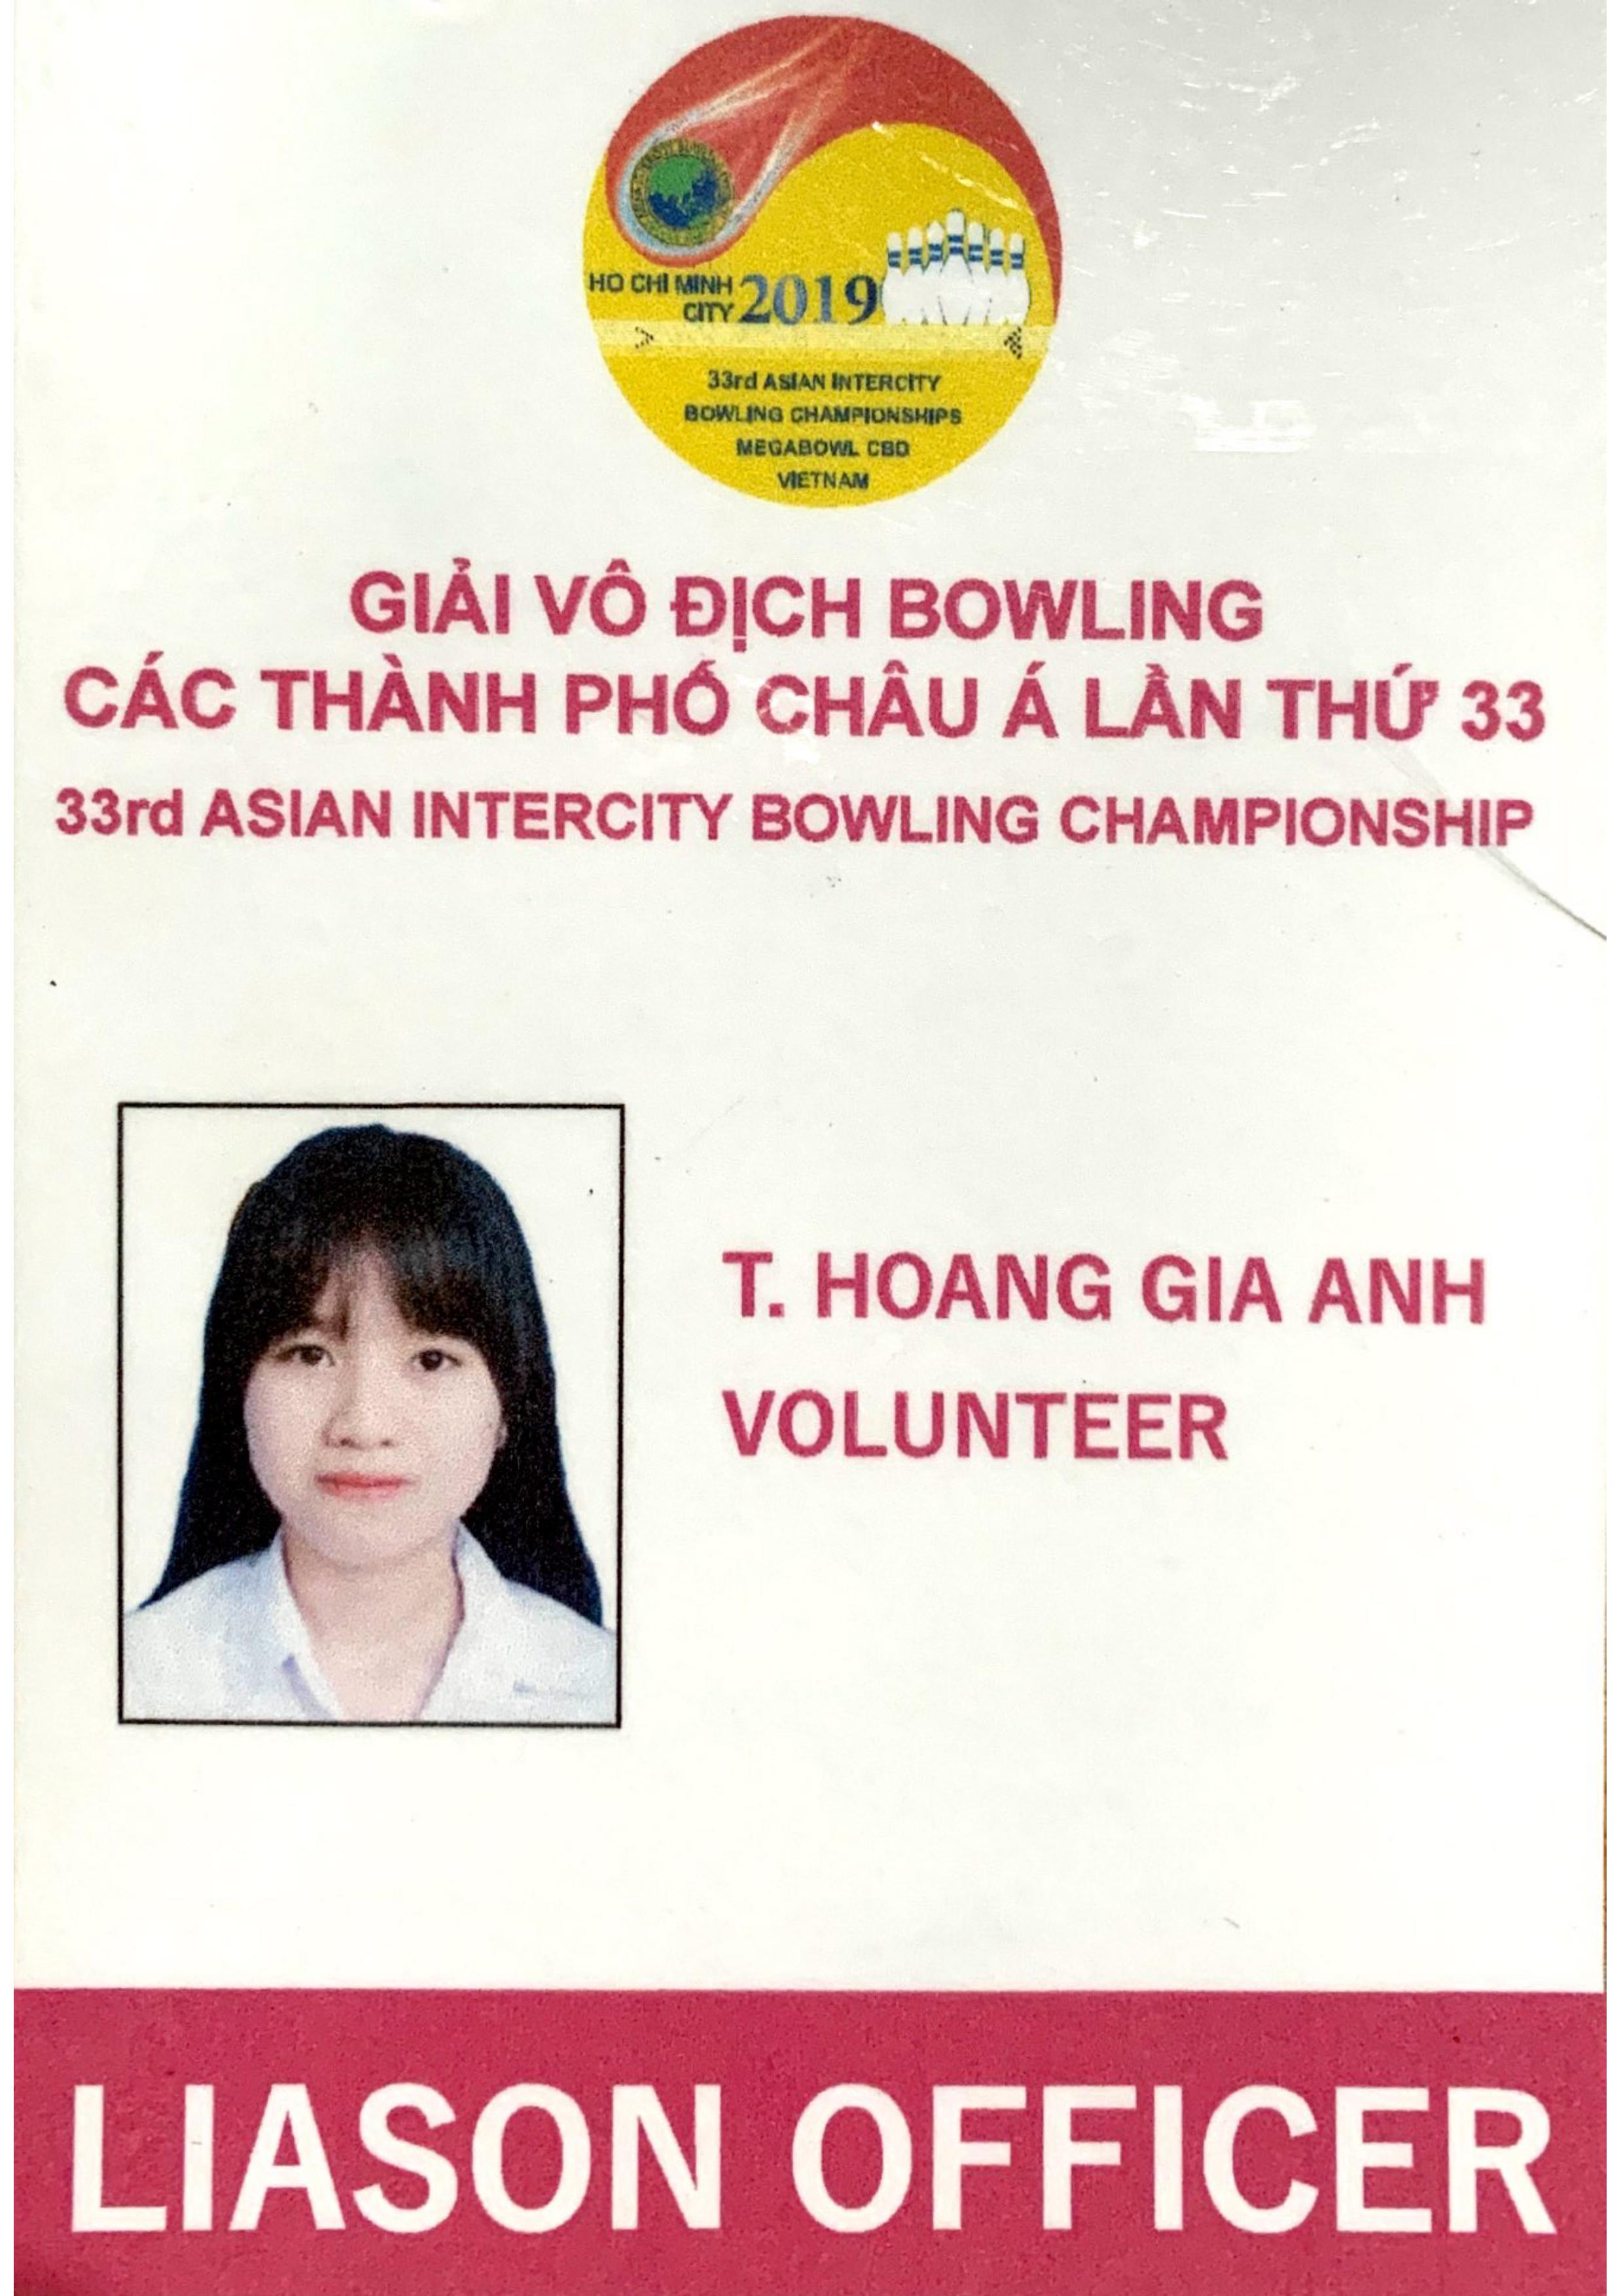 HO CHI MINH
CITY 2019
33rd ASIAN INTERCITY
BOWLING CHAMPIONSHIPS
MEGABOWL CBD
VIETNAM
GIẢI VÔ ĐỊCH BOWLING
CÁC THÀNH PHỐ CHÂU Á LẦN THỨ 33
33rd ASIAN INTERCITY BOWLING CHAMPIONSHIP
T. HOANG GIA ANH
VOLUNTEER
LIASON OFFICER